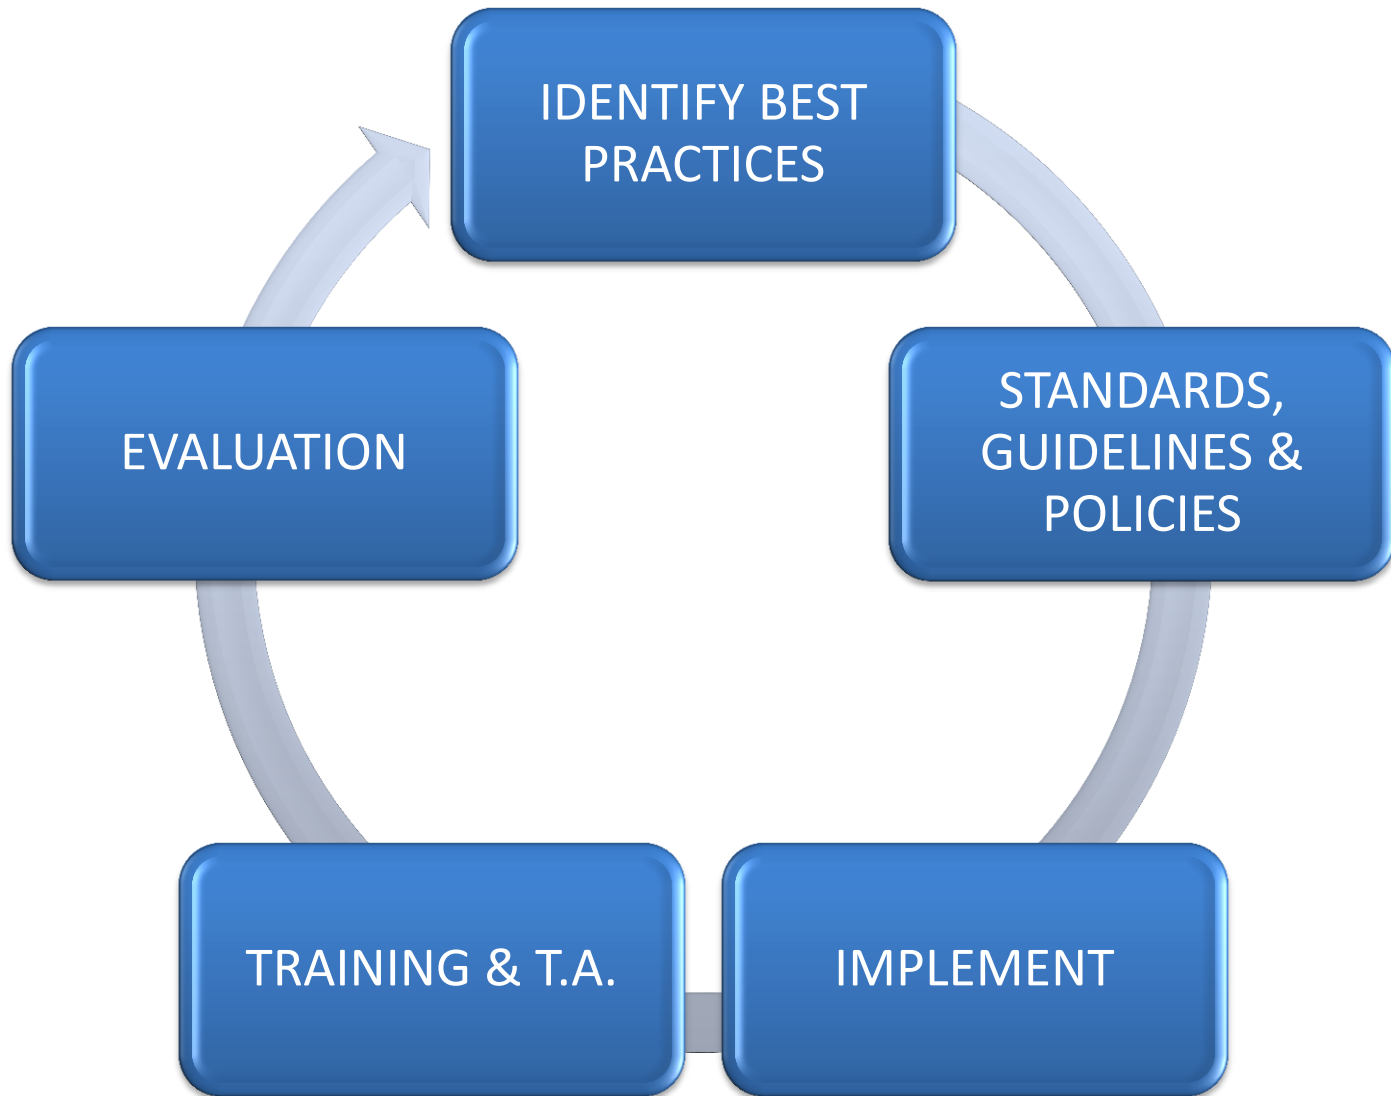 IDENTIFY BEST
PRACTICES
STANDARDS,
GUIDELINES &
POLICIES
IMPLEMENT
TRAINING & T.A.
EVALUATION